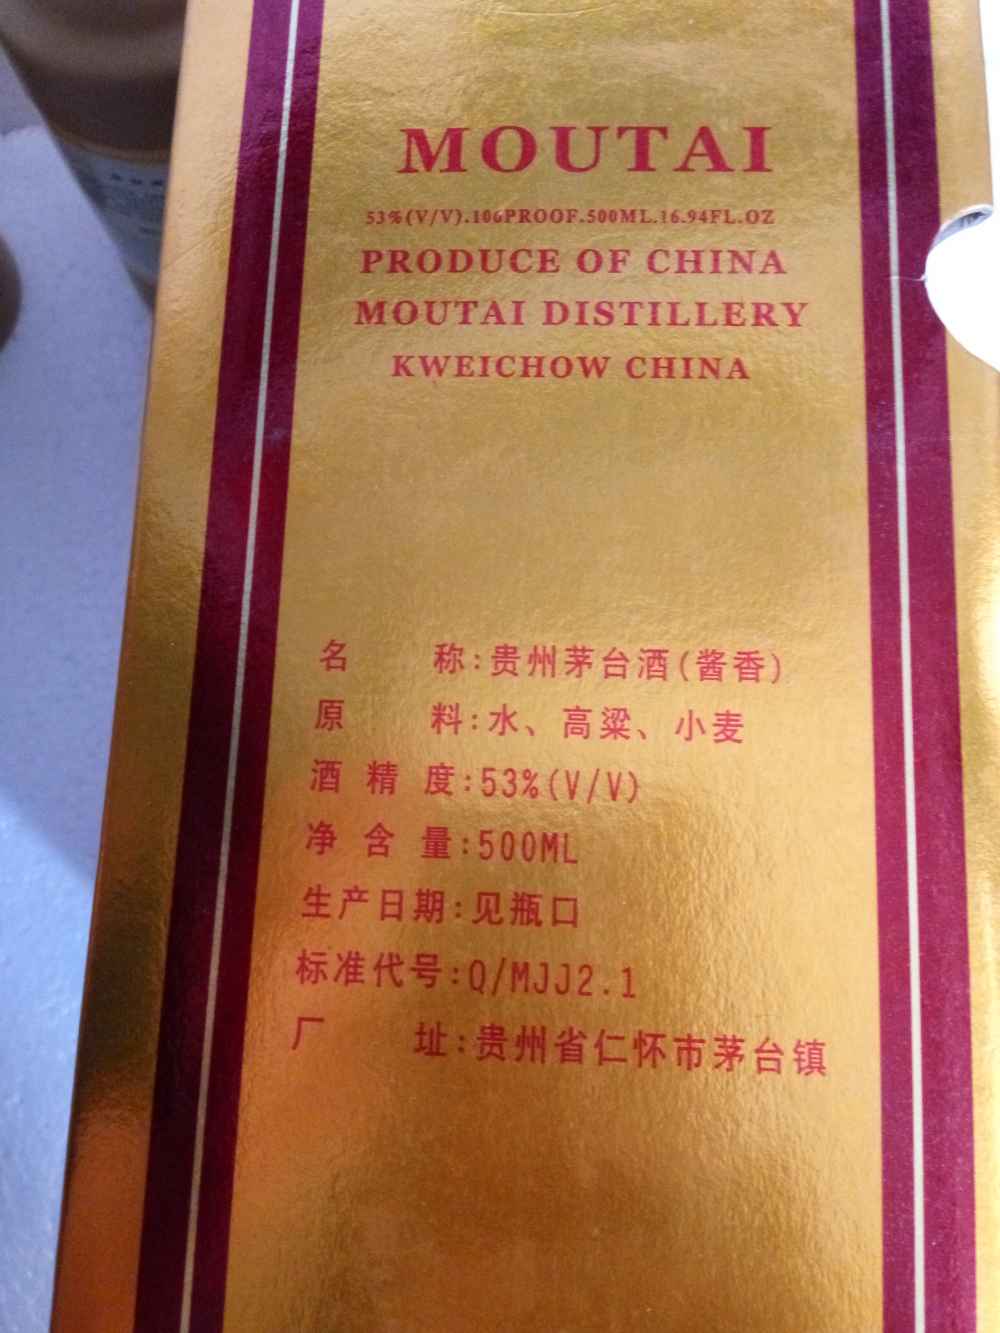 MOUTAI
53%(V/V).106PROOF.500ML.16.94FL.OZ
PRODUCE OF CHINA
MOUTAI DISTILLERY
KWEICHOW CHINA
名 称:贵州茅台酒(酱香)
原 料:水、高粱、小麦
酒 精 度:53%(V/V)
净 含 量:500ML
生产日期:见瓶口
标准代号:Q/MJJ2.1
厂 址:贵州省仁怀市茅台镇